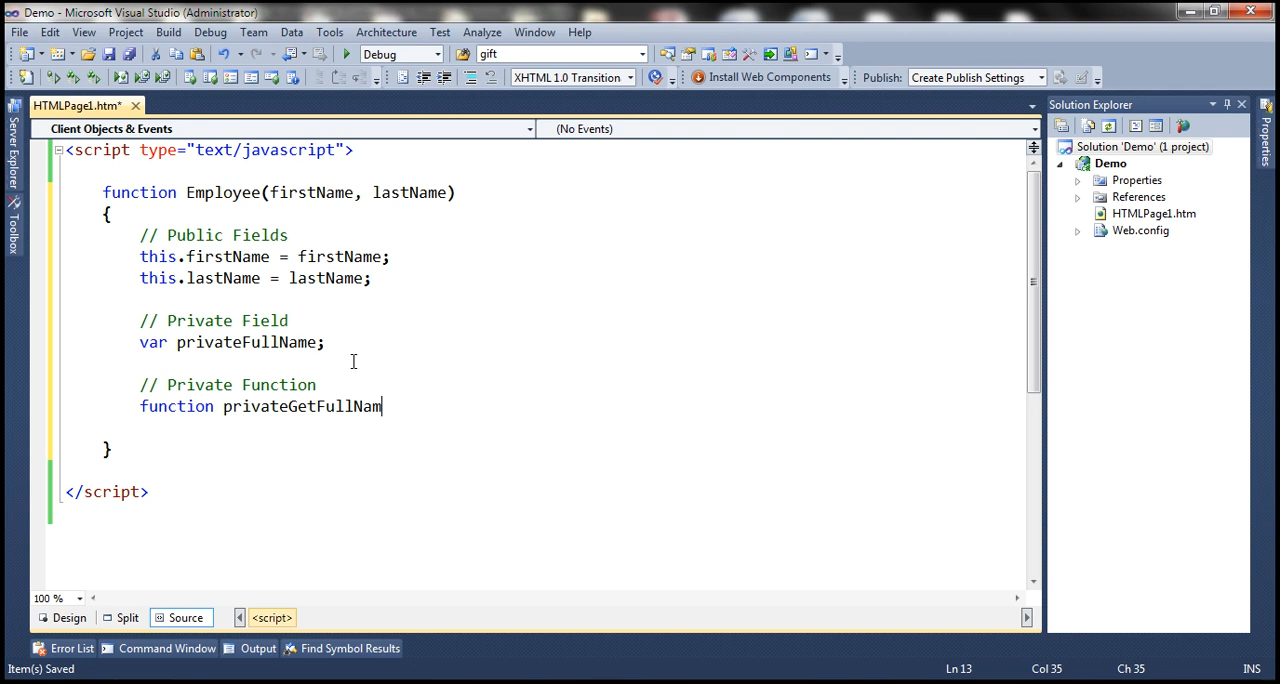 Demo - Microsoft Visual Studio (Administrator)
File Edit View Project Build Debug Team Data Tools Architecture Test Analyze Window Help
Debug gift
XHTML 1.0 Transition Install Web Components Publish: Create Publish Settings
HTMLPage1.htm*
Client Objects & Events (No Events)
Server Explorer
Toolbox
<script type="text/javascript">
function Employee(firstName, lastName)
{
// Public Fields
this.firstName = firstName;
this.lastName = lastName;
// Private Field
var privateFullName;
// Private Function
function privateGetFullNam
}
</script>
Solution Explorer
Solution 'Demo' (1 project)
Demo
Properties
References
HTMLPage1.htm
Web.config
Properties
100 %
Design Split Source <script>
Error List Command Window Output Find Symbol Results
Item(s) Saved Ln 13 Col 35 Ch 35 INS